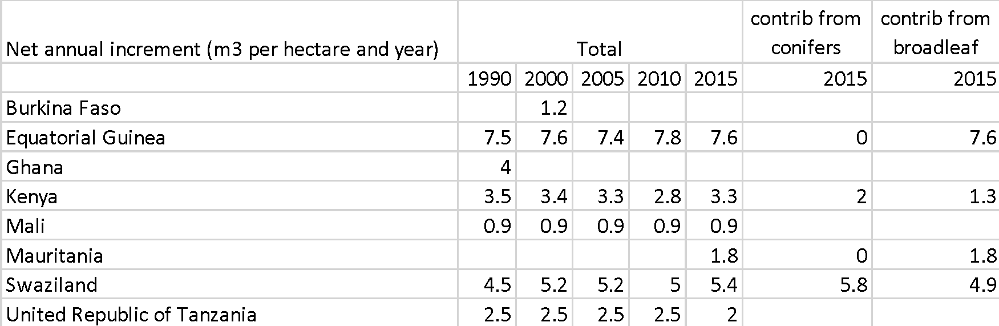 contrib from contrib from
Net annual increment (m3 per hectare and year) Total conifers broadleaf
1990 2000 2005 2010 2015 2015 2015
Burkina Faso 1.2
Equatorial Guinea 7.5 7.6 7.4 7.8 7.6 0 7.6
Ghana 4
Kenya 3.5 3.4 3.3 2.8 3.3 2 1.3
Mali 0.9 0.9 0.9 0.9 0.9
Mauritania 1.8 0 1.8
Swaziland 4.5 5.2 5.2 5 5.4 5.8 4.9
United Republic of Tanzania 2.5 2.5 2.5 2.5 2